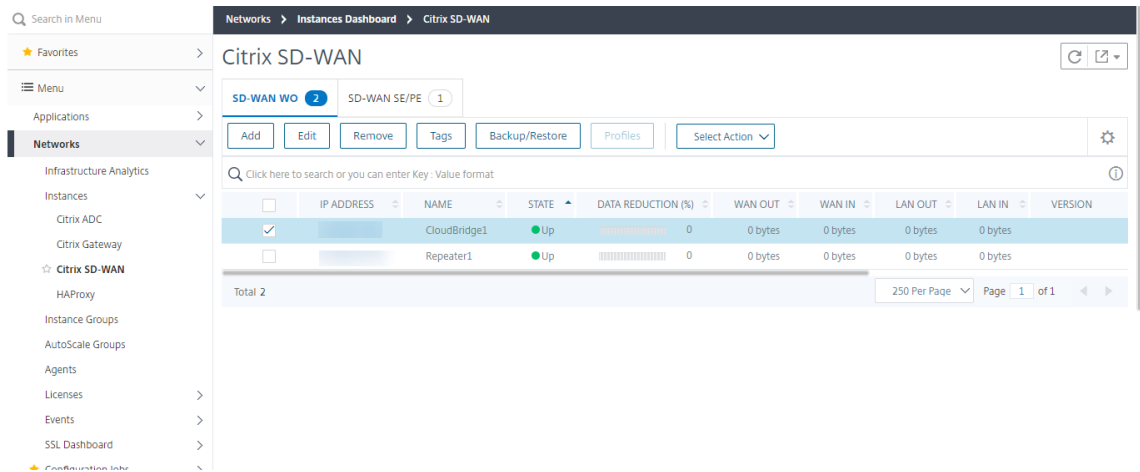 Search in Menu
Favorites
Menu
Applications
Networks
Infrastructure Analytics
Instances
Citrix ADC
Citrix Gateway
Citrix SD-WAN
HAProxy
Instance Groups
AutoScale Groups
Agents
Licenses
Events
SSL Dashboard
Configuration Jobs
Networks > Instances Dashboard > Citrix SD-WAN
Citrix SD-WAN
SD-WAN WO 2 SD-WAN SE/PE 1
Add Edit Remove Tags Backup/Restore Profiles Select Action
Click here to search or you can enter Key : Value format
IP ADDRESS NAME STATE DATA REDUCTION (%) WAN OUT WAN IN LAN OUT LAN IN VERSION
CloudBridge1 Up 0 0 bytes 0 bytes 0 bytes 0 bytes
Repeater1 Up 0 0 bytes 0 bytes 0 bytes 0 bytes
Total 2 250 Per Page Page 1 of 1